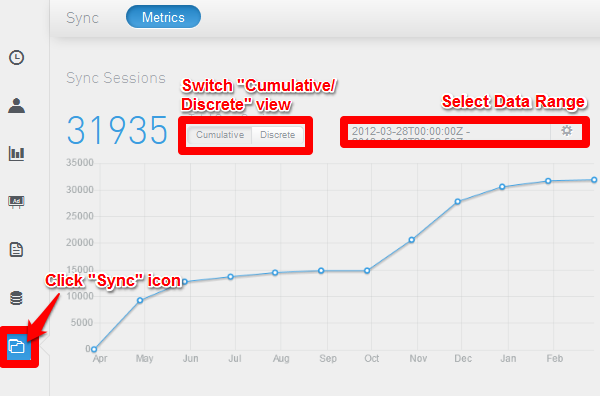 Sync Metrics
Sync Sessions
Switch "Cumulative/
Discrete" view
Select Data Range
31935
Cumulative Discrete
2012-03-28T00:00:00Z -
35000
30000
25000
20000
15000
10000
5000
0
Click "Sync" icon
Apr May Jun Jul Aug Sep Oct Nov Dec Jan Feb